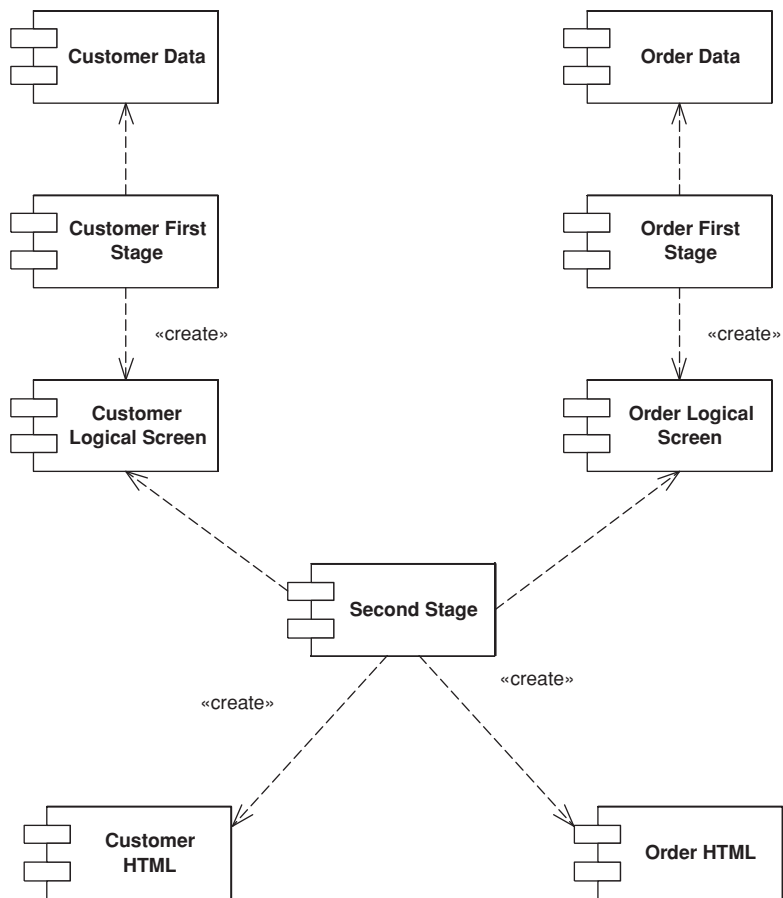 Customer Data
Order Data
Customer First
Stage
Order First
Stage
«create»
«create»
Customer
Logical Screen
Order Logical
Screen
Second Stage
«create»
«create»
Customer
HTML
Order HTML